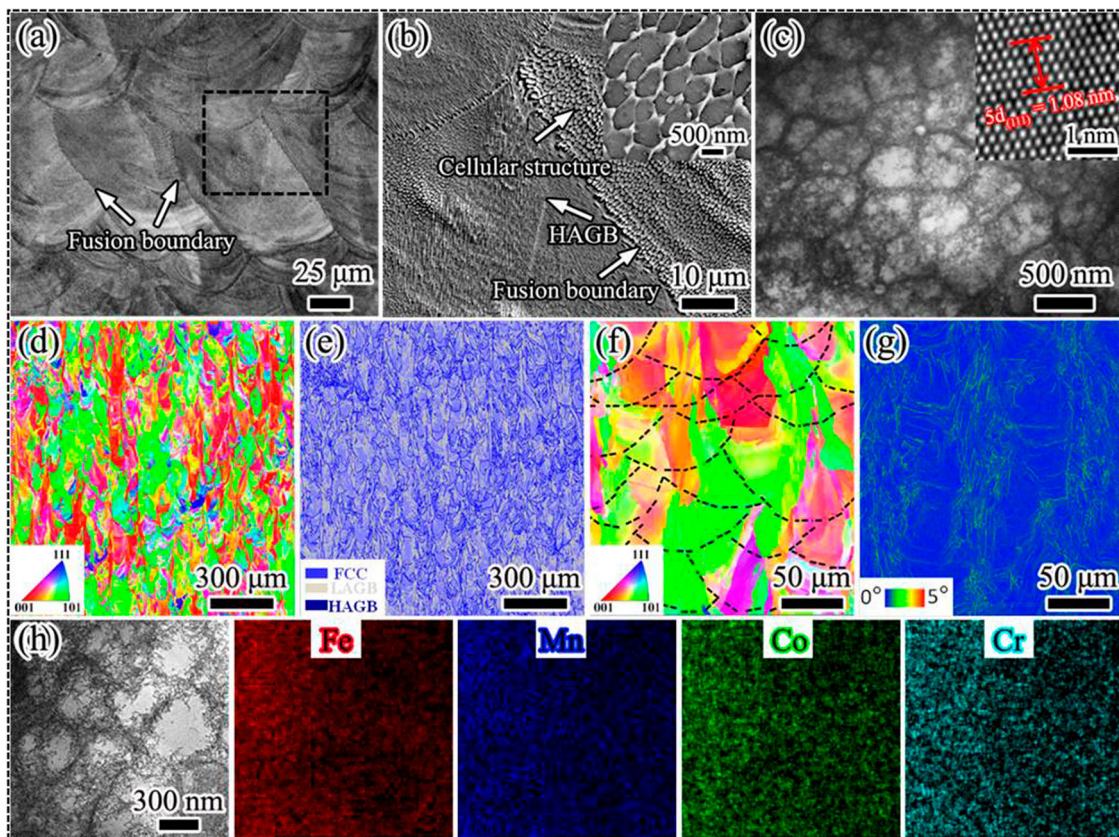 (a)
Fusion boundary
25 μm
(b)
Cellular structure
500 nm
HAGB
Fusion boundary
10 μm
(c)
5d(111) = 1.08 nm
1 nm
500 nm
(d)
111
001
101
300 μm
(e)
FCC
LAGB
HAGB
300 μm
(f)
111
001
101
50 μm
(g)
0°
5°
50 μm
(h)
300 nm
Fe
Mn
Co
Cr